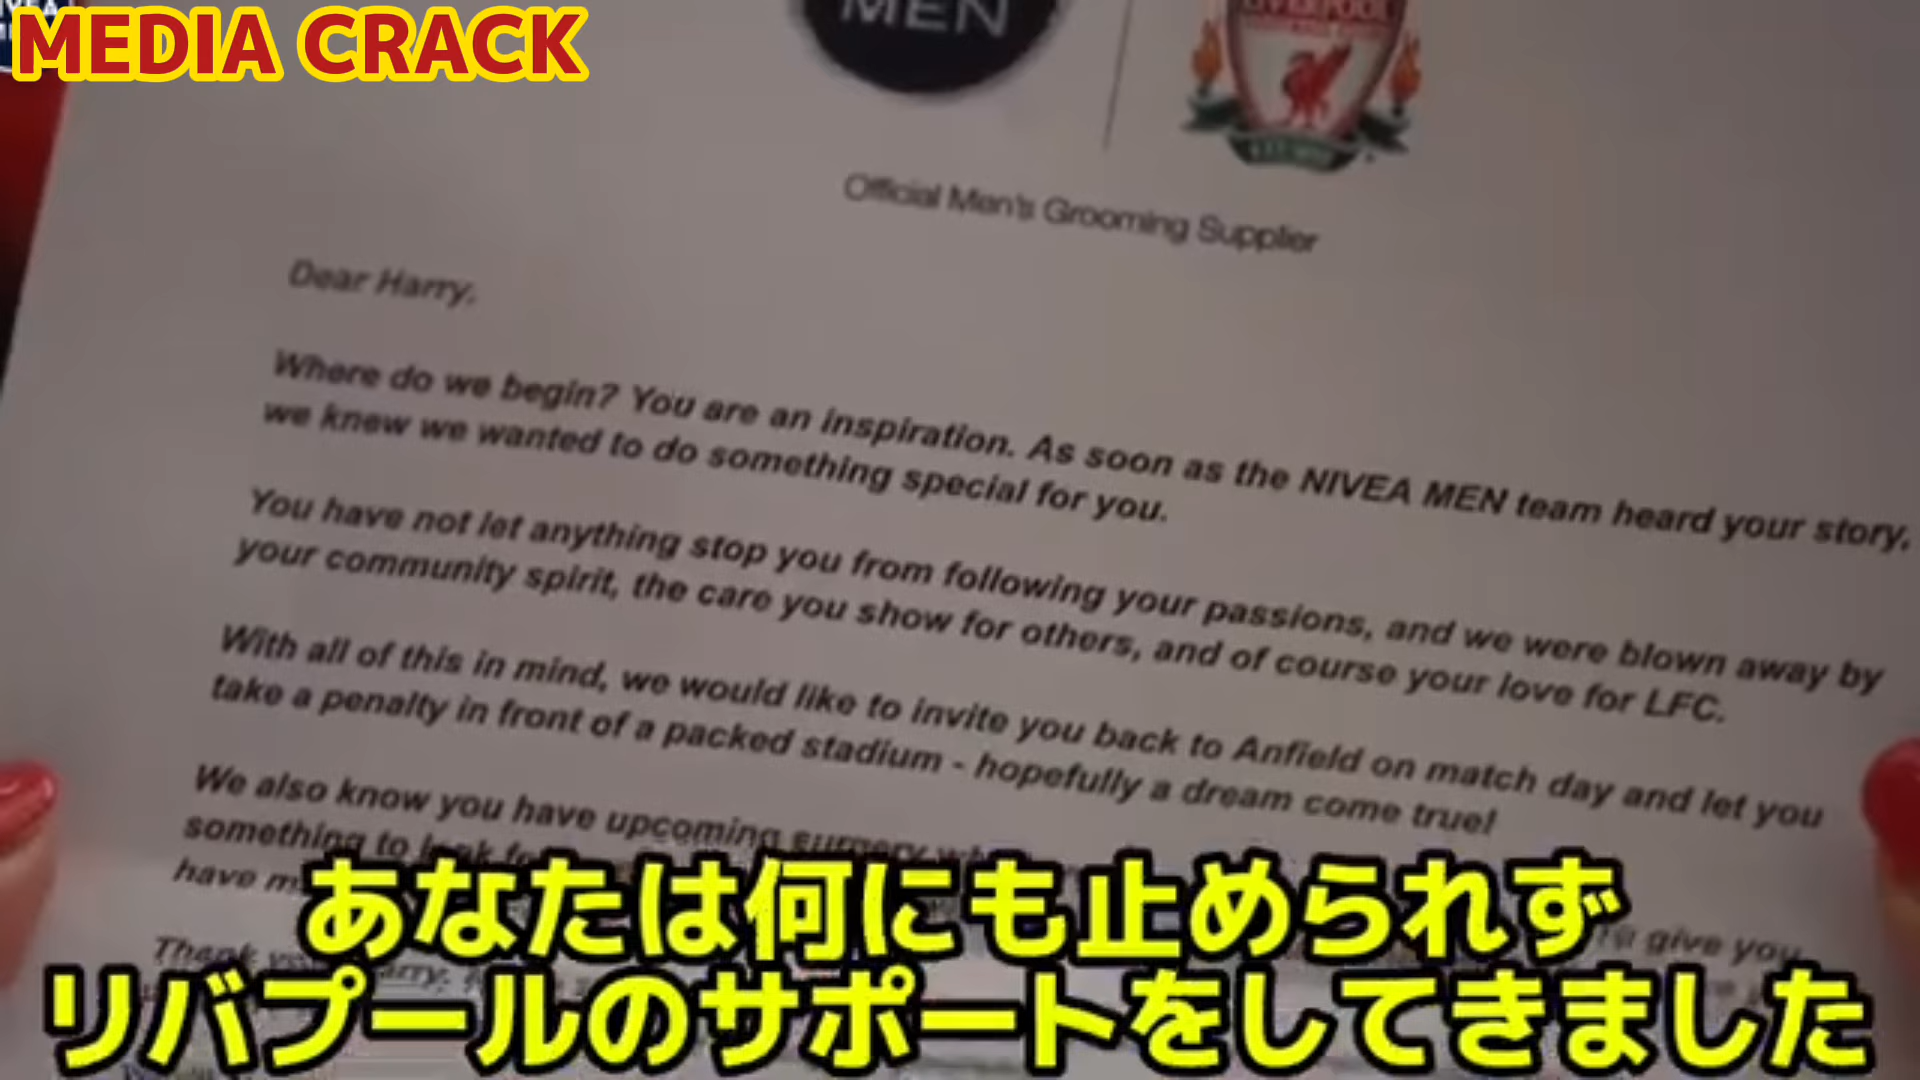 MEDIA CRACK
MEN
LIVERPOOL
Official Men's Grooming Supplier
Dear Harry,
Where do we begin? You are an inspiration. As soon as the NIVEA MEN team heard your story,
we knew we wanted to do something special for you.
You have not let anything stop you from following your passions, and we were blown away by
your community spirit, the care you show for others, and of course your love for LFC.
With all of this in mind, we would like to invite you back to Anfield on match day and let you
take a penalty in front of a packed stadium - hopefully a dream come true!
We also know you have upcoming surgery
something to
have
give you
Thank
あなたは何にも止められず
リバプールのサポートをしてきました